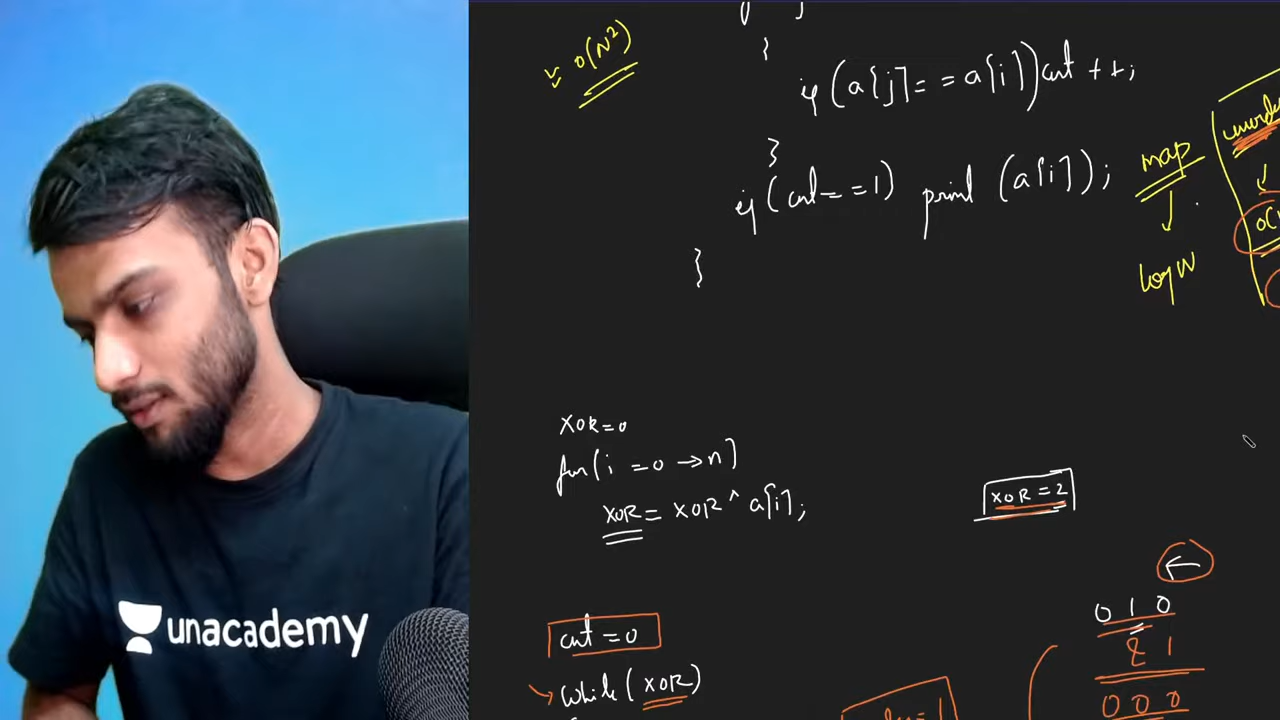 ≈ O(N²)
{
if (a[j] == a[i]) cnt ++;
}
if (cnt == 1) print (a[i]);
}
map
↓
log N
O(
XOR = 0
for(i = 0 → n)
XOR = XOR ^ a[i];
XOR = 2
←
0 1 0
& 1
0 0 0
cnt = 0
while (XOR)
unacademy